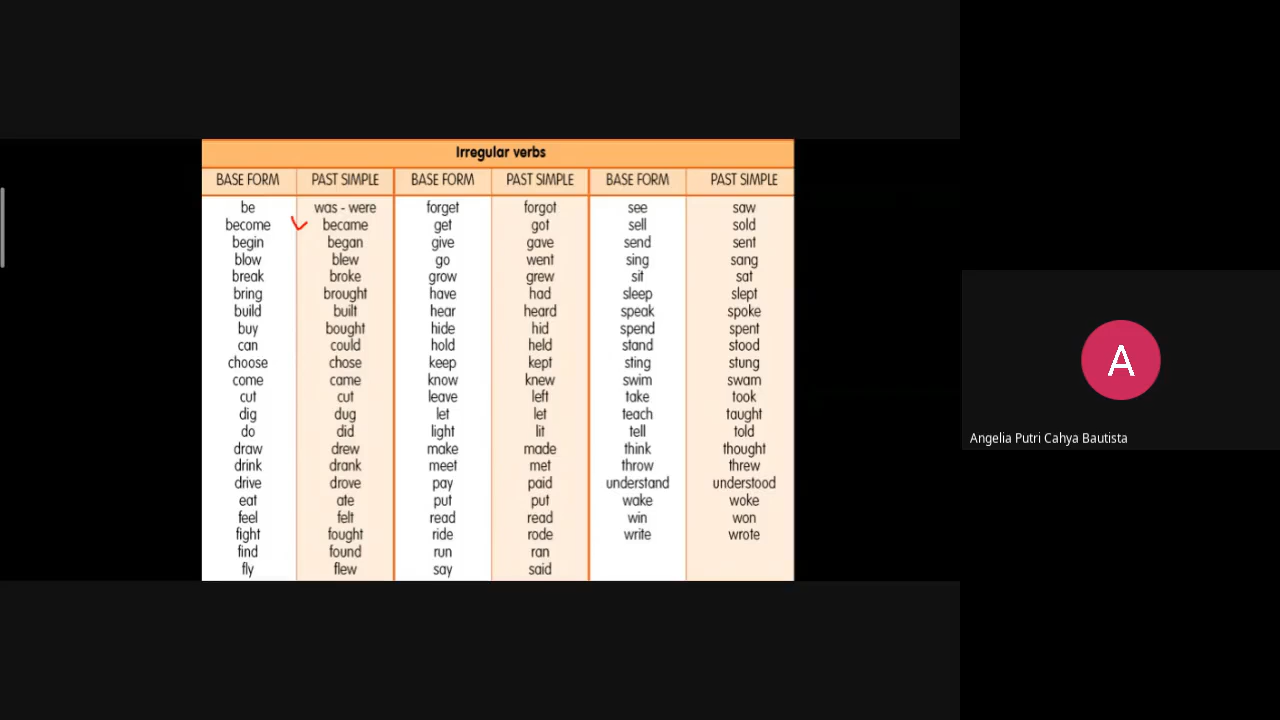 Irregular verbs
BASE FORM PAST SIMPLE BASE FORM PAST SIMPLE BASE FORM PAST SIMPLE
be was - were forget forgot see saw
become became get got sell sold
begin began give gave send sent
blow blew go went sing sang
break broke grow grew sit sat
bring brought have had sleep slept
build built hear heard speak spoke
buy bought hide hid spend spent
can could hold held stand stood
choose chose keep kept sting stung
come came know knew swim swam
cut cut leave left take took
dig dug let let teach taught
do did light lit tell told
draw drew make made think thought
drink drank meet met throw threw
drive drove pay paid understand understood
eat ate put put wake woke
feel felt read read win won
fight fought ride rode write wrote
find found run ran
fly flew say said
A
Angelia Putri Cahya Bautista